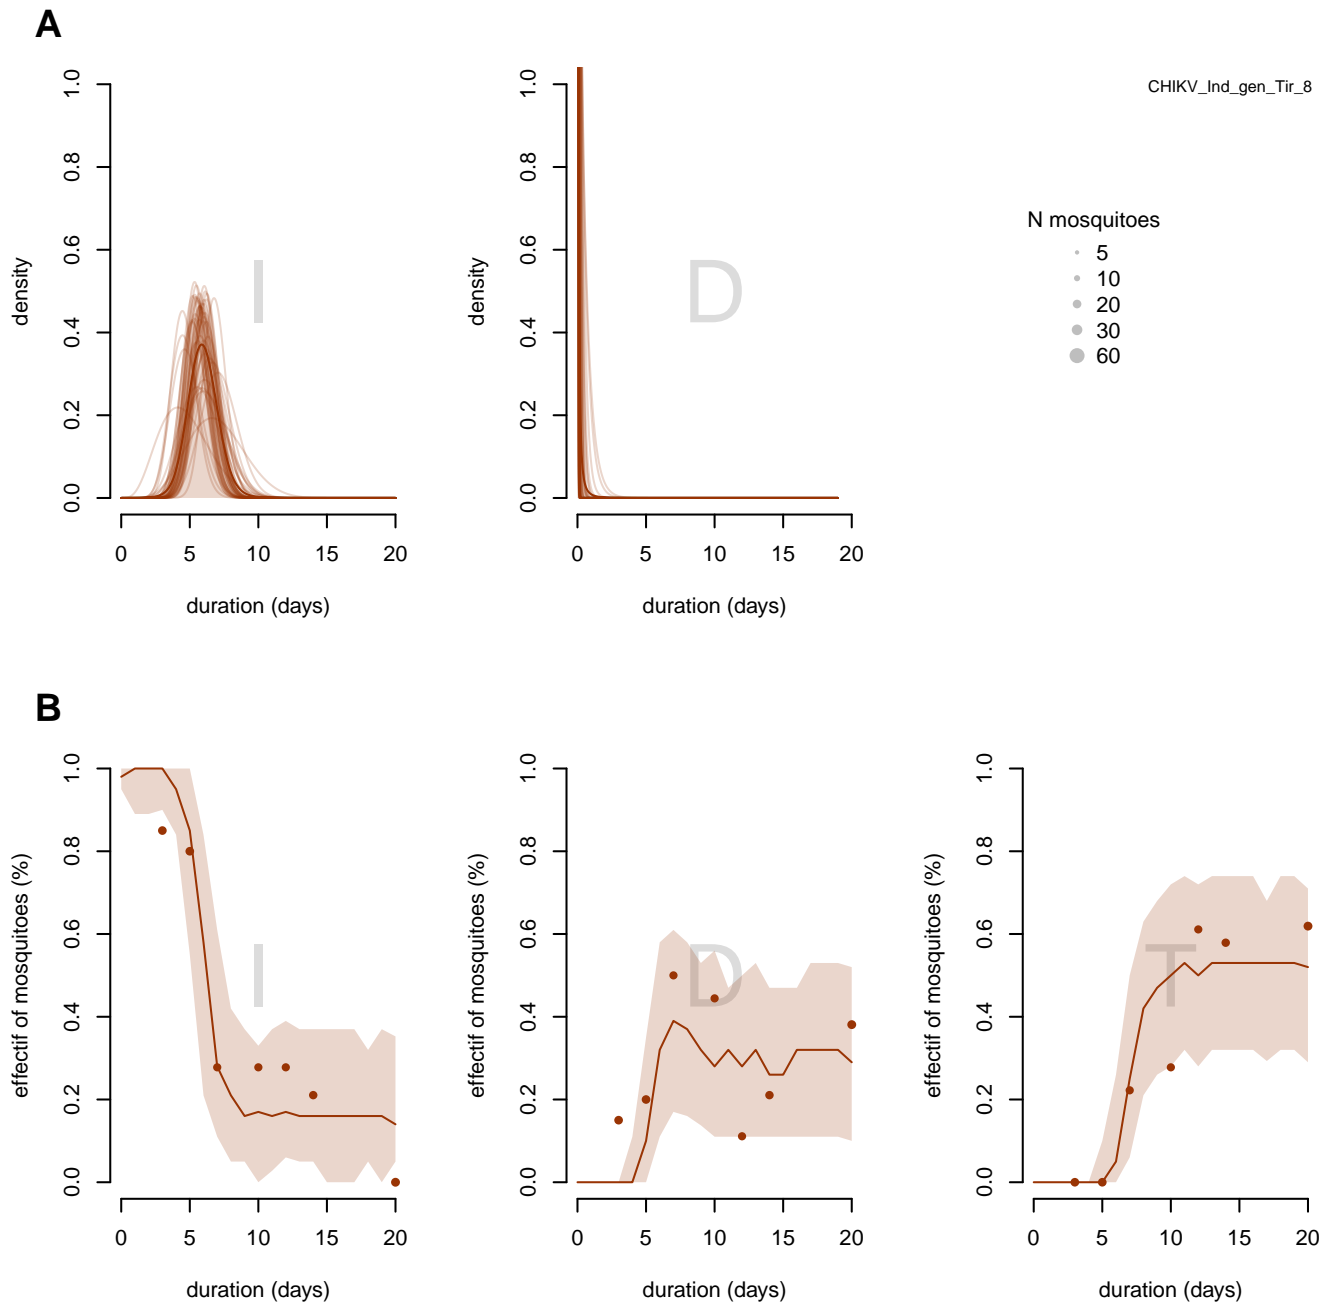 A
density
0.0 0.2 0.4 0.6 0.8 1.0
I
0 5 10 15 20
duration (days)
density
0.0 0.2 0.4 0.6 0.8 1.0
D
0 5 10 15 20
duration (days)
CHIKV_Ind_gen_Tir_8
N mosquitoes
5
10
20
30
60
B
effectif of mosquitoes (%)
0.0 0.2 0.4 0.6 0.8 1.0
I
0 5 10 15 20
duration (days)
effectif of mosquitoes (%)
0.0 0.2 0.4 0.6 0.8 1.0
D
0 5 10 15 20
duration (days)
effectif of mosquitoes (%)
0.0 0.2 0.4 0.6 0.8 1.0
T
0 5 10 15 20
duration (days)